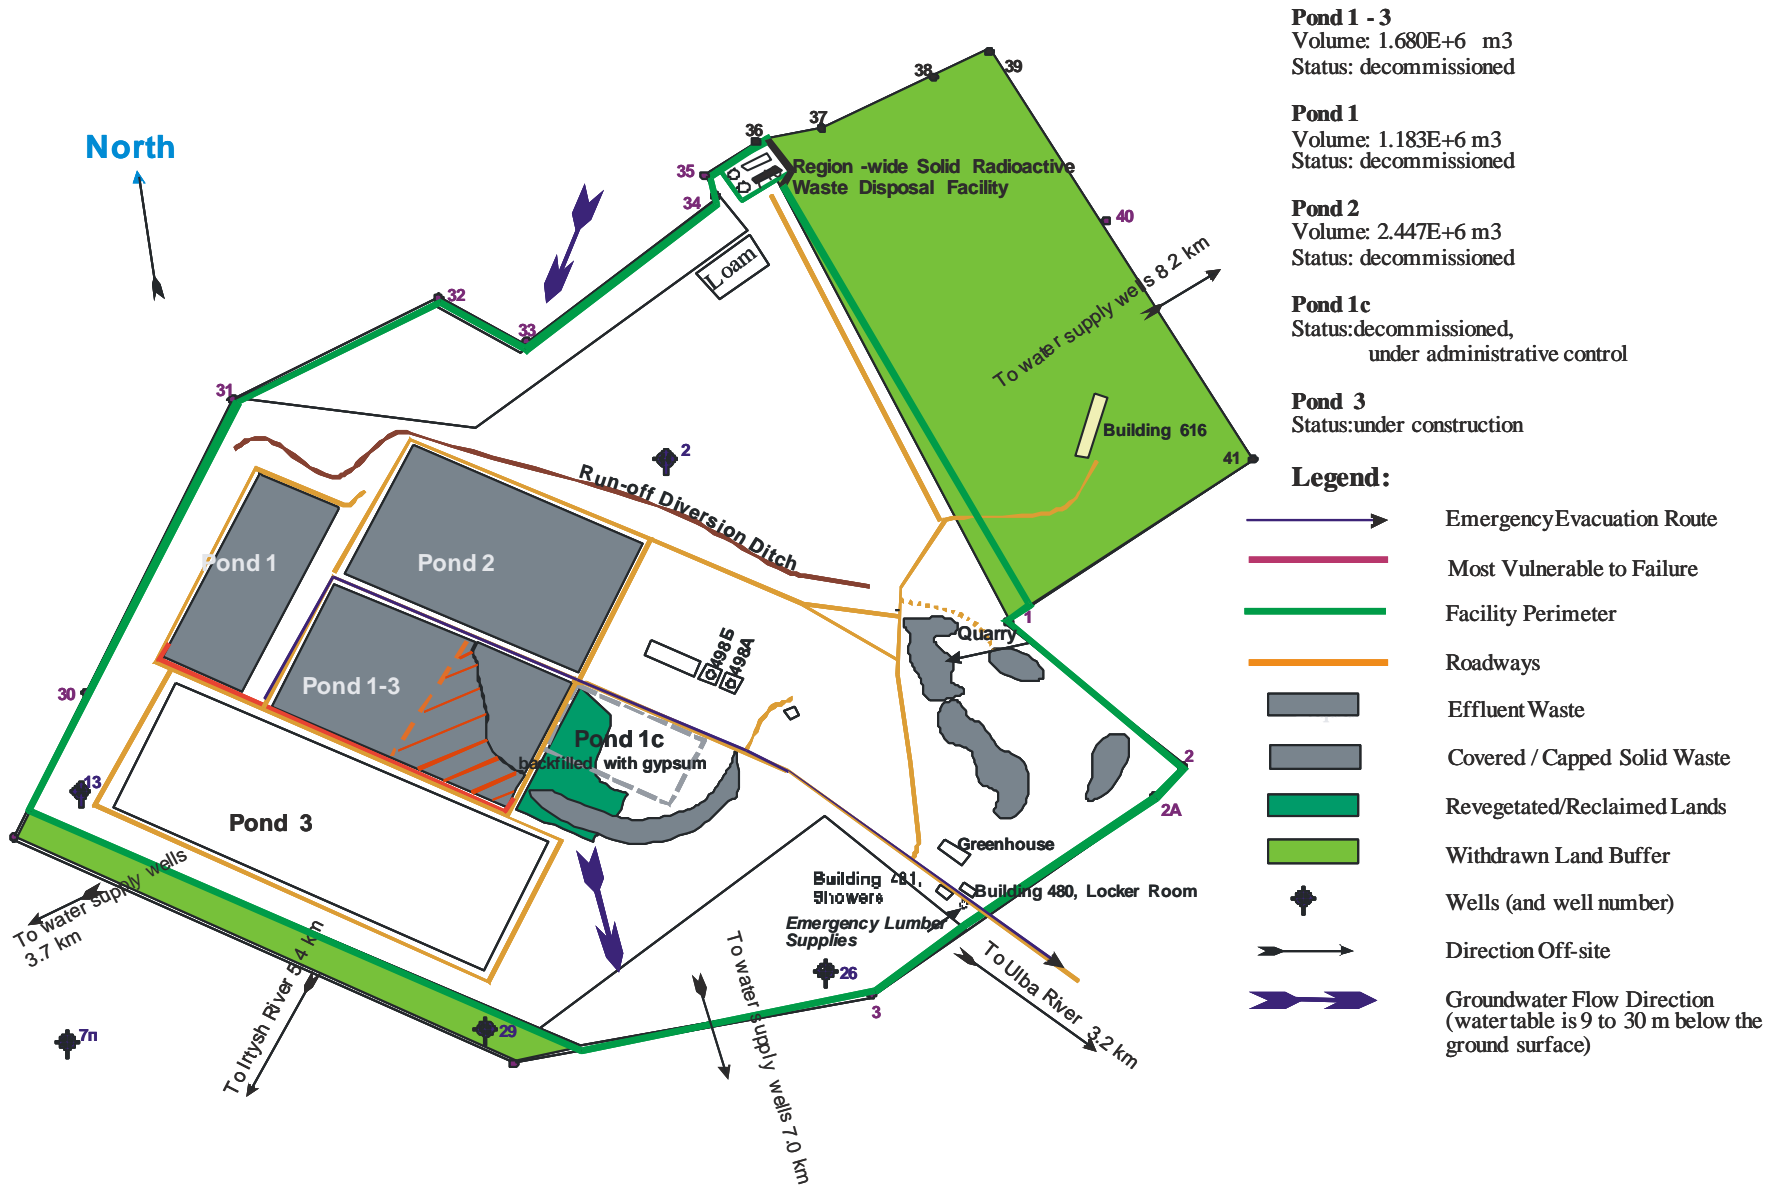 Pond 1 - 3
Volume: 1.680E+6 m3
Status: decommissioned
Pond 1
Volume: 1.183E+6 m3
Status: decommissioned
Pond 2
Volume: 2.447E+6 m3
Status: decommissioned
Pond 1c
Status:decommissioned,
under administrative control
Pond 3
Status:under construction
Legend:
Emergency Evacuation Route
Most Vulnerable to Failure
Facility Perimeter
Roadways
Effluent Waste
Covered / Capped Solid Waste
Revegetated/Reclaimed Lands
Withdrawn Land Buffer
Wells (and well number)
Direction Off-site
Groundwater Flow Direction
(water table is 9 to 30 m below the
ground surface)
North
39
38
37
36
35
34
Region -wide Solid Radioactive
Waste Disposal Facility
40
To water supply wells 8.2 km
Loam
32
33
31
Building 616
41
2
Run-off Diversion Ditch
Pond 1
Pond 2
1
Quarry
498Б
498А
Pond 1-3
30
Pond 1c
backfilled with gypsum
2
2A
13
Pond 3
Greenhouse
Building 481,
Showers
Building 480, Locker Room
Emergency Lumber
Supplies
To water supply wells
3.7 km
To Irtysh River 5.4 km
26
3
To Ulba River 3.2 km
To water supply wells 7.0 km
29
7п